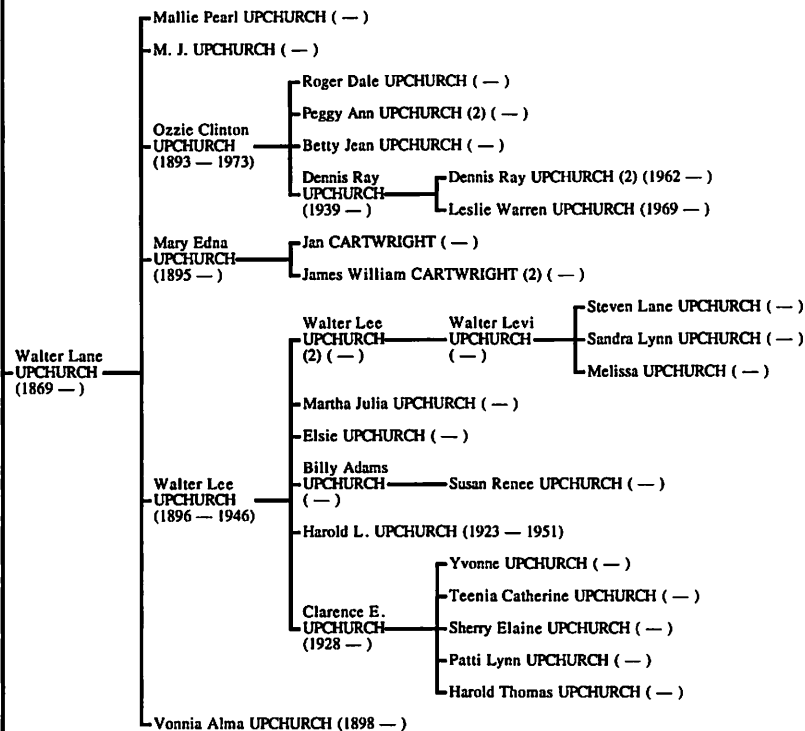 Mallie Pearl UPCHURCH ( — )
M. J. UPCHURCH ( — )
Roger Dale UPCHURCH ( — )
Peggy Ann UPCHURCH (2) ( — )
Ozzie Clinton
UPCHURCH
(1893 — 1973)
Betty Jean UPCHURCH ( — )
Dennis Ray
UPCHURCH
(1939 — )
Dennis Ray UPCHURCH (2) (1962 — )
Leslie Warren UPCHURCH (1969 — )
Mary Edna
UPCHURCH
(1895 — )
Jan CARTWRIGHT ( — )
James William CARTWRIGHT (2) ( — )
Walter Lane
UPCHURCH
(1869 — )
Walter Lee
UPCHURCH
(2) ( — )
Walter Levi
UPCHURCH
( — )
Steven Lane UPCHURCH ( — )
Sandra Lynn UPCHURCH ( — )
Melissa UPCHURCH ( — )
Martha Julia UPCHURCH ( — )
Elsie UPCHURCH ( — )
Walter Lee
UPCHURCH
(1896 — 1946)
Billy Adams
UPCHURCH
( — )
Susan Renee UPCHURCH ( — )
Harold L. UPCHURCH (1923 — 1951)
Clarence E.
UPCHURCH
(1928 — )
Yvonne UPCHURCH ( — )
Teenia Catherine UPCHURCH ( — )
Sherry Elaine UPCHURCH ( — )
Patti Lynn UPCHURCH ( — )
Harold Thomas UPCHURCH ( — )
Vonnia Alma UPCHURCH (1898 — )